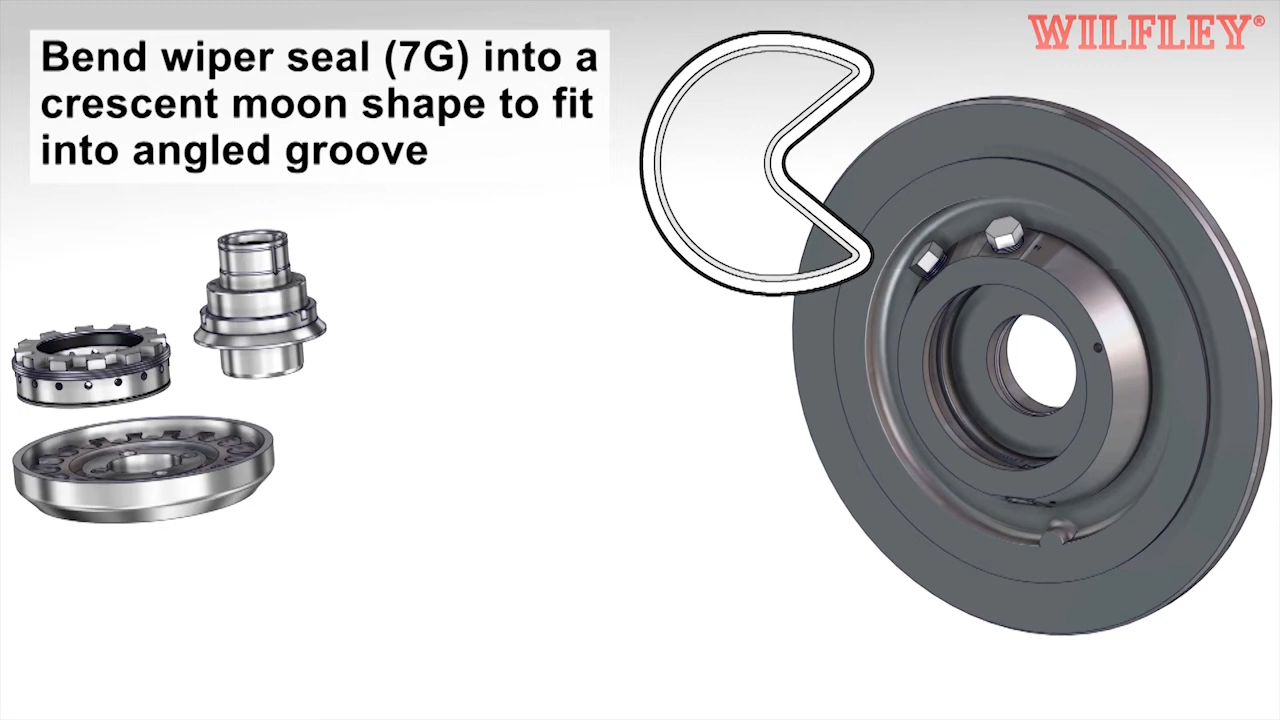 Bend wiper seal (7G) into a
crescent moon shape to fit
into angled groove
WILFLEY®